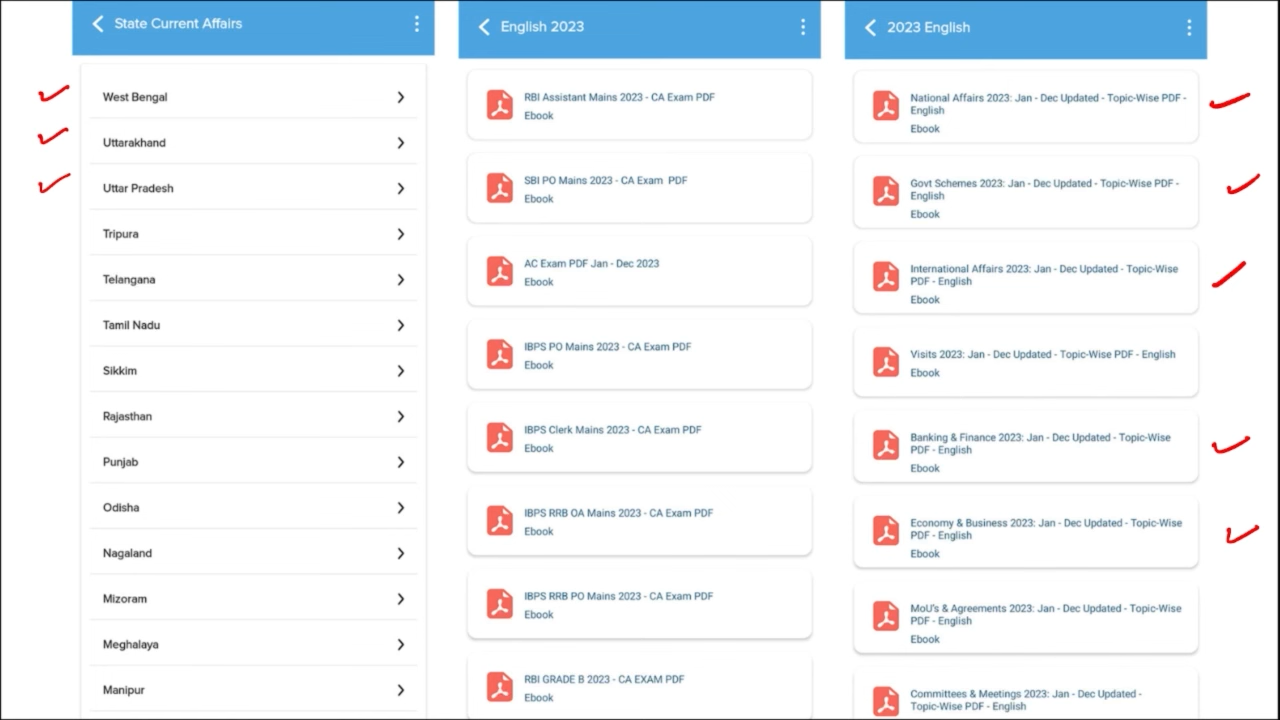 State Current Affairs
West Bengal
Uttarakhand
Uttar Pradesh
Tripura
Telangana
Tamil Nadu
Sikkim
Rajasthan
Punjab
Odisha
Nagaland
Mizoram
Meghalaya
Manipur
English 2023
RBI Assistant Mains 2023 - CA Exam PDF
Ebook
SBI PO Mains 2023 - CA Exam PDF
Ebook
AC Exam PDF Jan - Dec 2023
Ebook
IBPS PO Mains 2023 - CA Exam PDF
Ebook
IBPS Clerk Mains 2023 - CA Exam PDF
Ebook
IBPS RRB OA Mains 2023 - CA Exam PDF
Ebook
IBPS RRB PO Mains 2023 - CA Exam PDF
Ebook
RBI GRADE B 2023 - CA EXAM PDF
Ebook
2023 English
National Affairs 2023: Jan - Dec Updated - Topic-Wise PDF -
English
Ebook
Govt Schemes 2023: Jan - Dec Updated - Topic-Wise PDF -
English
Ebook
International Affairs 2023: Jan - Dec Updated - Topic-Wise
PDF - English
Ebook
Visits 2023: Jan - Dec Updated - Topic-Wise PDF - English
Ebook
Banking & Finance 2023: Jan - Dec Updated - Topic-Wise
PDF - English
Ebook
Economy & Business 2023: Jan - Dec Updated - Topic-Wise
PDF - English
Ebook
MoU's & Agreements 2023: Jan - Dec Updated - Topic-Wise
PDF - English
Ebook
Committees & Meetings 2023: Jan - Dec Updated -
Topic-Wise PDF - English